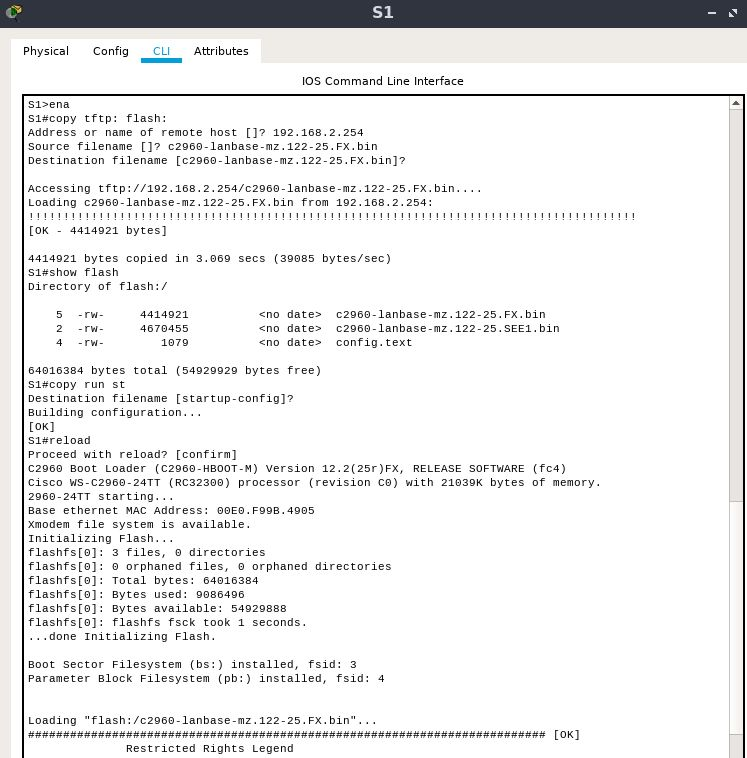 S1
Physical Config CLI Attributes
IOS Command Line Interface
S1>ena
S1#copy tftp: flash:
Address or name of remote host []? 192.168.2.254
Source filename []? c2960-lanbase-mz.122-25.FX.bin
Destination filename [c2960-lanbase-mz.122-25.FX.bin]?
Accessing tftp://192.168.2.254/c2960-lanbase-mz.122-25.FX.bin....
Loading c2960-lanbase-mz.122-25.FX.bin from 192.168.2.254:
!!!!!!!!!!!!!!!!!!!!!!!!!!!!!!!!!!!!!!!!!!!!!!!!!!!!!!!!!!!!!!!!!!!!!!!!!!!!!!!!!!!!!!!
[OK - 4414921 bytes]
4414921 bytes copied in 3.069 secs (39085 bytes/sec)
S1#show flash
Directory of flash:/
5 -rw- 4414921 <no date> c2960-lanbase-mz.122-25.FX.bin
2 -rw- 4670455 <no date> c2960-lanbase-mz.122-25.SEE1.bin
4 -rw- 1079 <no date> config.text
64016384 bytes total (54929929 bytes free)
S1#copy run st
Destination filename [startup-config]?
Building configuration...
[OK]
S1#reload
Proceed with reload? [confirm]
C2960 Boot Loader (C2960-HBOOT-M) Version 12.2(25r)FX, RELEASE SOFTWARE (fc4)
Cisco WS-C2960-24TT (RC32300) processor (revision C0) with 21039K bytes of memory.
2960-24TT starting...
Base ethernet MAC Address: 00E0.F99B.4905
Xmodem file system is available.
Initializing Flash...
flashfs[0]: 3 files, 0 directories
flashfs[0]: 0 orphaned files, 0 orphaned directories
flashfs[0]: Total bytes: 64016384
flashfs[0]: Bytes used: 9086496
flashfs[0]: Bytes available: 54929888
flashfs[0]: flashfs fsck took 1 seconds.
...done Initializing Flash.
Boot Sector Filesystem (bs:) installed, fsid: 3
Parameter Block Filesystem (pb:) installed, fsid: 4
Loading "flash:/c2960-lanbase-mz.122-25.FX.bin"...
########################################################################## [OK]
Restricted Rights Legend